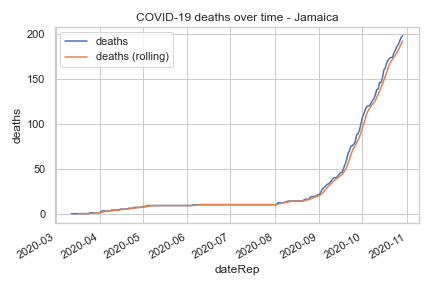 COVID-19 deaths over time - Jamaica
deaths
deaths (rolling)
200
150
100
50
0
deaths
2020-03
2020-04
2020-05
2020-06
2020-07
2020-08
2020-09
2020-10
2020-11
dateRep